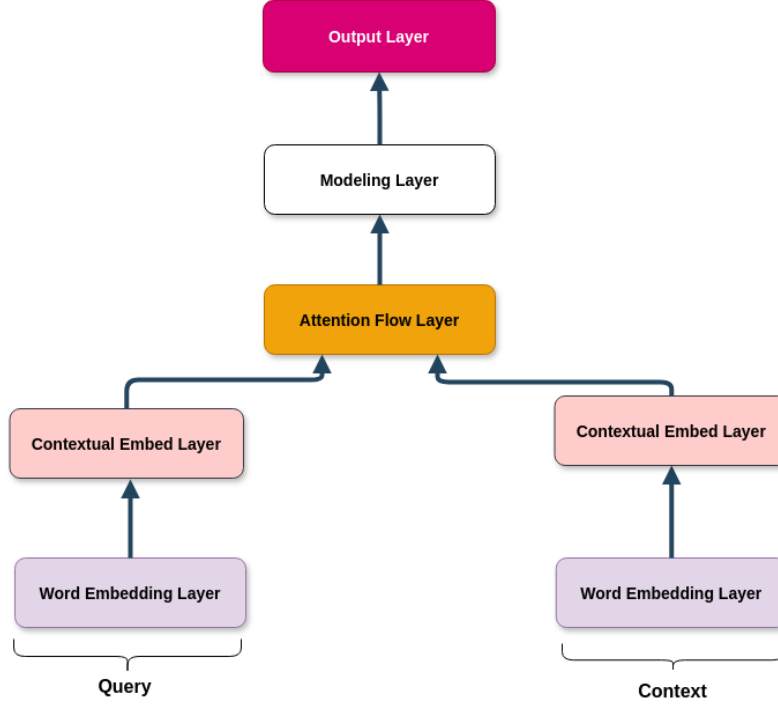 Output Layer
Modeling Layer
Attention Flow Layer
Contextual Embed Layer
Contextual Embed Layer
Word Embedding Layer
Word Embedding Layer
Query
Context